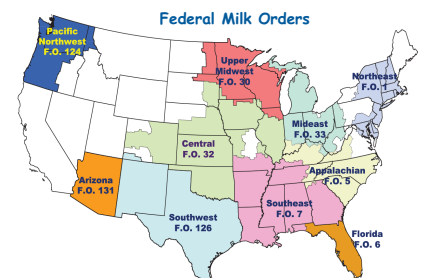 Federal Milk Orders
Pacific
Northwest
F.O. 124
Upper
Midwest
F.O. 30
Northeast
F.O. 1
Mideast
F.O. 33
Central
F.O. 32
Appalachian
F.O. 5
Arizona
F.O. 131
Southwest
F.O. 126
Southeast
F.O. 7
Florida
F.O. 6